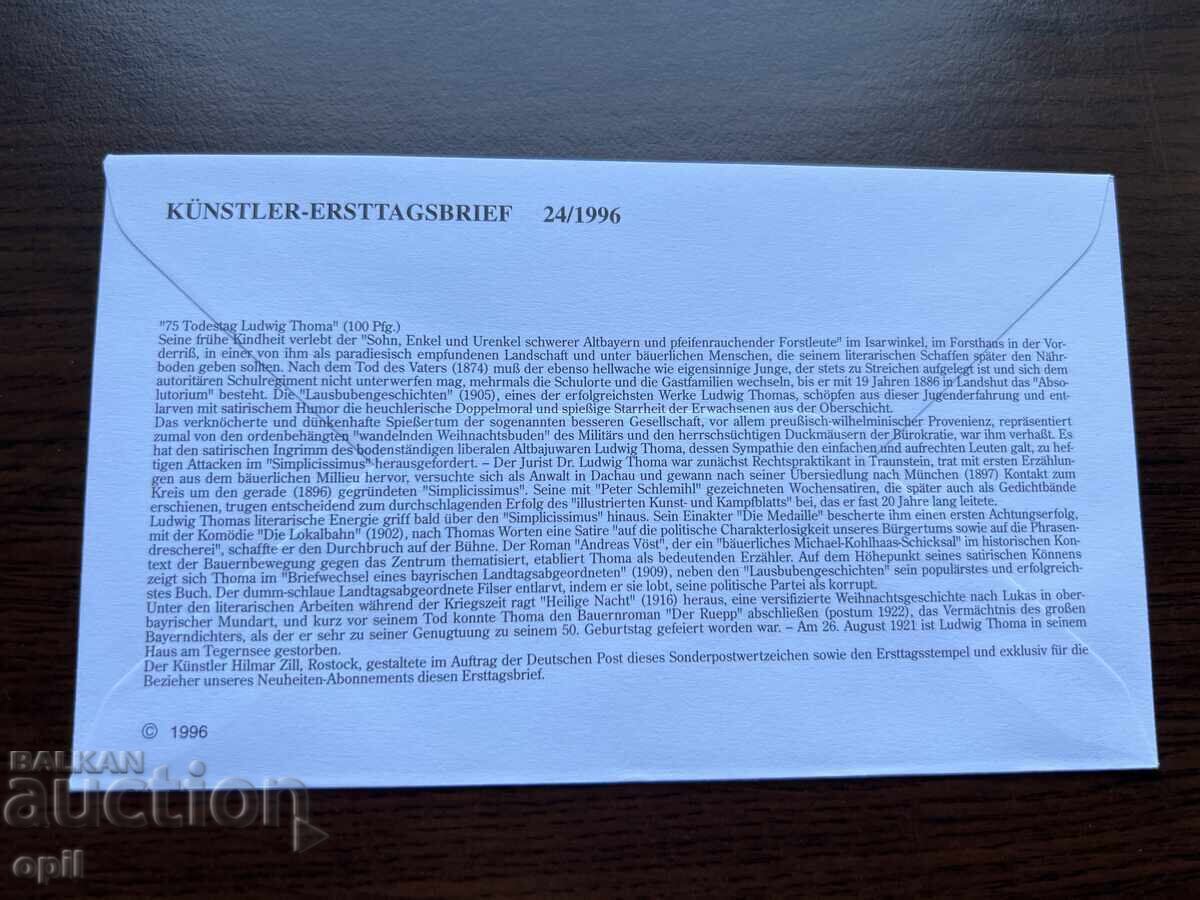 KÜNSTLER-ERSTTAGSBRIEF 24/1996
"75 Todestag Ludwig Thoma" (100 Pfg.)
Seine frühe Kindheit verlebt der "Sohn, Enkel und Urenkel schwerer Altbayern und pfeifenrauchender Forstleute" im Isarwinkel, im Forsthaus in der Vor-
derriß, in einer von ihm als paradiesisch empfundenen Landschaft und unter bäuerlichen Menschen, die seinem literarischen Schaffen später den Nähr-
boden geben sollten. Nach dem Tod des Vaters (1874) muß der ebenso hellwache wie eigensinnige Junge, der stets zu Streichen aufgelegt ist und sich dem
autoritären Schulregiment nicht unterwerfen mag, mehrmals die Schulorte und die Gastfamilien wechseln, bis er mit 19 Jahren 1886 in Landshut das "Abso-
lutorium" besteht. Die "Lausbubengeschichten" (1905), eines der erfolgreichsten Werke Ludwig Thomas, schöpfen aus dieser Jugenderfahrung und ent-
larven mit satirischem Humor die heuchlerische Doppelmoral und spießige Starrheit der Erwachsenen aus der Oberschicht.
Das verknöcherte und dünkenhafte Spießertum der sogenannten besseren Gesellschaft, vor allem preußisch-wilhelminischer Provenienz, repräsentiert
zumal von den ordenbehängten "wandelnden Weihnachtsbuden" des Militärs und den herrschsüchtigen Duckmäusern der Bürokratie, war ihm verhaßt. Es
hat den satirischen Ingrimm des bodenständigen liberalen Altbajuwaren Ludwig Thoma, dessen Sympathie den einfachen und aufrechten Leuten galt, zu hef-
tigen Attacken im "Simplicissimus" herausgefordert. – Der Jurist Dr. Ludwig Thoma war zunächst Rechtspraktikant in Traunstein, trat mit ersten Erzählun-
gen aus dem bäuerlichen Millieu hervor, versuchte sich als Anwalt in Dachau und gewann nach seiner Übersiedlung nach München (1897) Kontakt zum
Kreis um den gerade (1896) gegründeten "Simplicissimus". Seine mit "Peter Schlemihl" gezeichneten Wochensatiren, die später auch als Gedichtbände
erschienen, trugen entscheidend zum durchschlagenden Erfolg des "illustrierten Kunst- und Kampfblatts" bei, das er fast 20 Jahre lang leitete.
Ludwig Thomas literarische Energie griff bald über den "Simplicissimus" hinaus. Sein Einakter "Die Medaille" bescherte ihm einen ersten Achtungserfolg,
mit der Komödie "Die Lokalbahn" (1902), nach Thomas Worten eine Satire "auf die politische Charakterlosigkeit unseres Bürgertums sowie auf die Phrasen-
drescherei", schaffte er den Durchbruch auf der Bühne. Der Roman "Andreas Vöst", der ein "bäuerliches Michael-Kohlhaas-Schicksal" im historischen Kon-
text der Bauernbewegung gegen das Zentrum thematisiert, etabliert Thoma als bedeutenden Erzähler. Auf dem Höhepunkt seines satirischen Könnens
zeigt sich Thoma im "Briefwechsel eines bayrischen Landtagsabgeordneten" (1909), neben den "Lausbubengeschichten" sein populärstes und erfolgreich-
stes Buch. Der dumm-schlaue Landtagsabgeordnete Filser entlarvt, indem er sie lobt, seine politische Partei als korrupt.
Unter den literarischen Arbeiten während der Kriegszeit ragt "Heilige Nacht" (1916) heraus, eine versifizierte Weihnachtsgeschichte nach Lukas in ober-
bayrischer Mundart, und kurz vor seinem Tod konnte Thoma den Bauernroman "Der Ruepp" abschließen (postum 1922), das Vermächtnis des großen
Bayerndichters, als der er sehr zu seiner Genugtuung zu seinem 50. Geburtstag gefeiert worden war. – Am 26. August 1921 ist Ludwig Thoma in seinem
Haus am Tegernsee gestorben.
Der Künstler Hilmar Zill, Rostock, gestaltete im Auftrag der Deutschen Post dieses Sonderpostwertzeichen sowie den Ersttagsstempel und exklusiv für die
Bezieher unseres Neuheiten-Abonnements diesen Ersttagsbrief.
© 1996
BALKAN
auction
opil